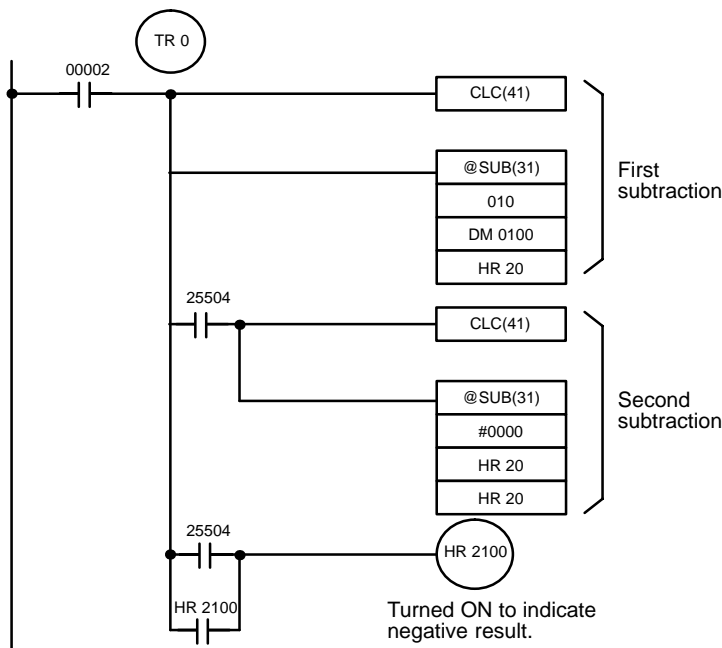 TR 0
00002
CLC(41)
@SUB(31)
010
DM 0100
HR 20
First
subtraction
25504
CLC(41)
@SUB(31)
#0000
HR 20
HR 20
Second
subtraction
25504
HR 2100
HR 2100
Turned ON to indicate
negative result.